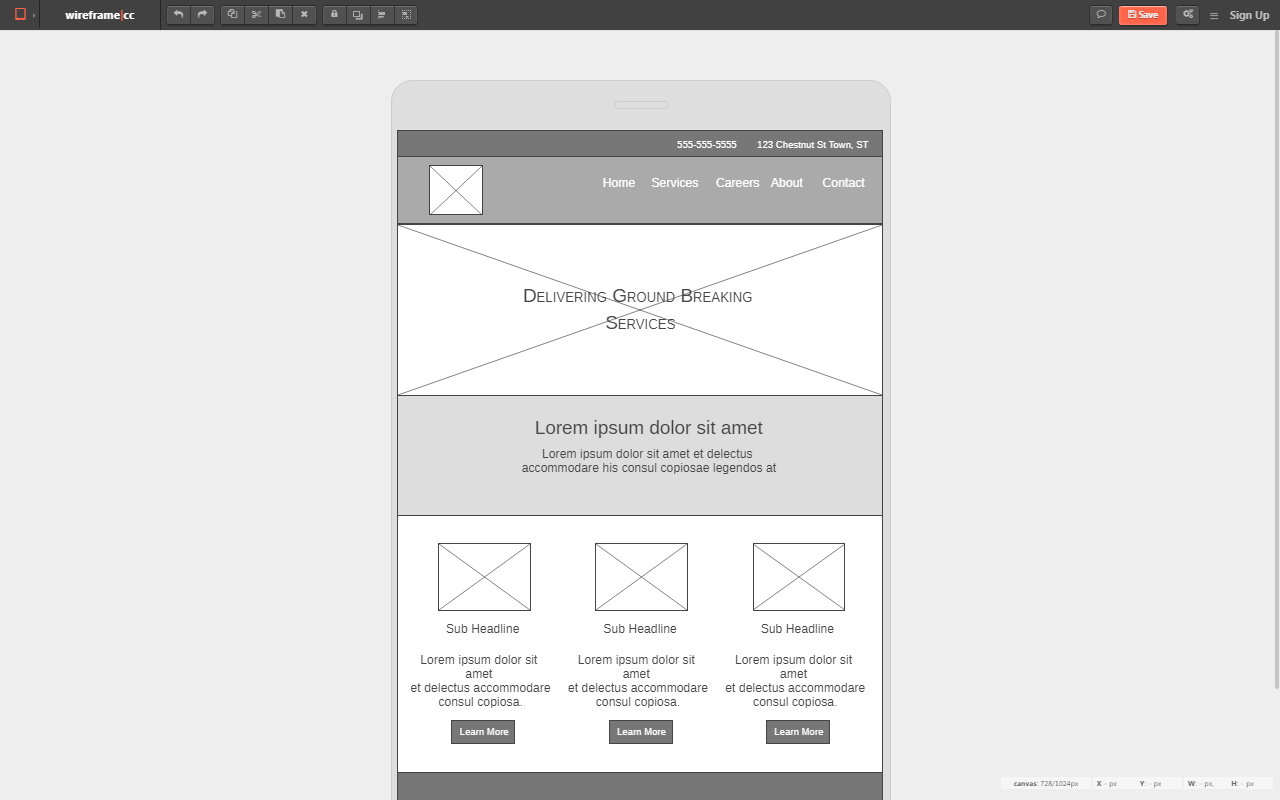 wireframe|cc
Save
Sign Up
555-555-5555 123 Chestnut St Town, ST
Home Services Careers About Contact
Delivering Ground Breaking
Services
Lorem ipsum dolor sit amet
Lorem ipsum dolor sit amet et delectus
accommodare his consul copiosae legendos at
Sub Headline
Lorem ipsum dolor sit
amet
et delectus accommodare
consul copiosa.
Learn More
Sub Headline
Lorem ipsum dolor sit
amet
et delectus accommodare
consul copiosa.
Learn More
Sub Headline
Lorem ipsum dolor sit
amet
et delectus accommodare
consul copiosa.
Learn More
canvas: 728/1024px X: - px Y: - px W: - px, H: - px